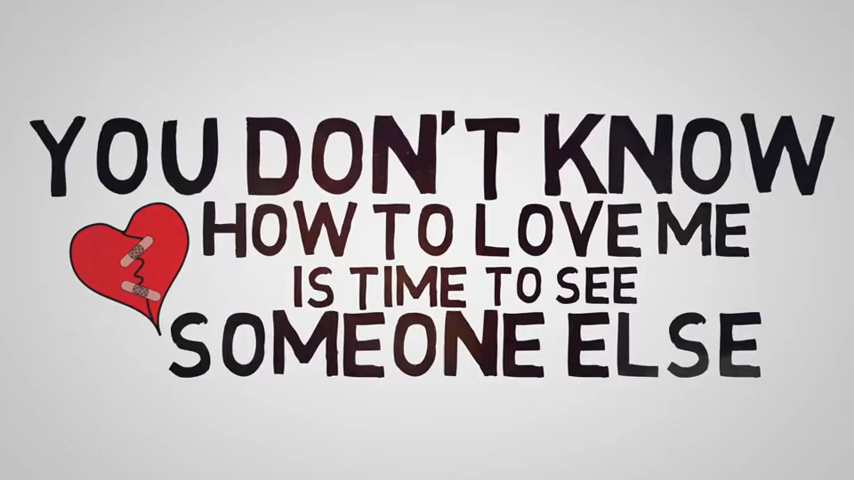 YOU DON'T KNOW
HOW TO LOVE ME
IS TIME TO SEE
SOMEONE ELSE